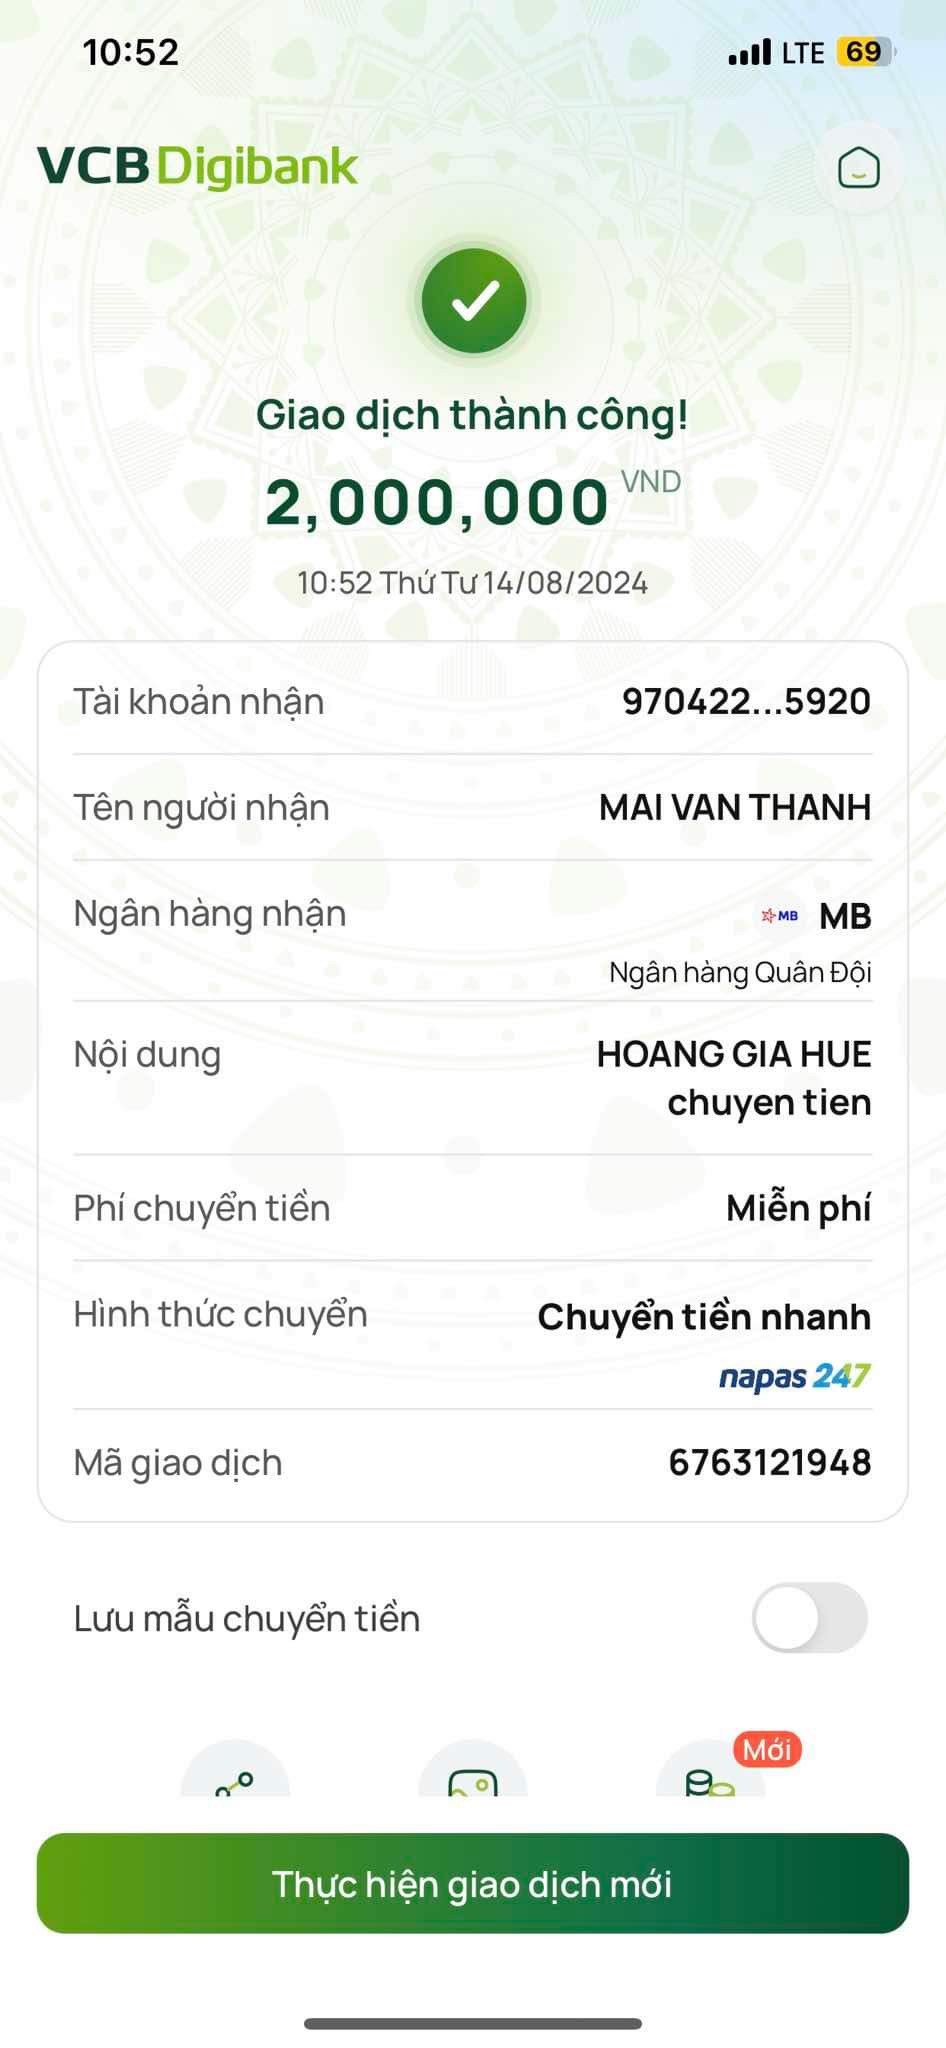 10:52 LTE 69
VCB Digibank
Giao dịch thành công!
2,000,000 VND
10:52 Thứ Tư 14/08/2024
Tài khoản nhận 970422...5920
Tên người nhận MAI VAN THANH
Ngân hàng nhận MB MB
Ngân hàng Quân Đội
Nội dung HOANG GIA HUE
chuyen tien
Phí chuyển tiền Miễn phí
Hình thức chuyển Chuyển tiền nhanh
napas 247
Mã giao dịch 6763121948
Lưu mẫu chuyển tiền
Mới
Thực hiện giao dịch mới